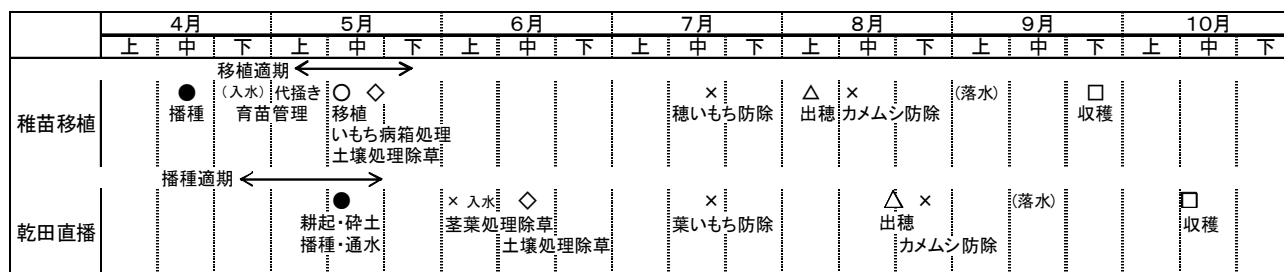 4月 5月 6月 7月 8月 9月 10月
上 中 下 上 中 下 上 中 下 上 中 下 上 中 下 上 中 下 上 中 下
移植適期
稚苗移植
● (入水) 代掻き ○ ◇ × △ × (落水) □
播種 育苗管理 移植 穂いもち防除 出穂 カメムシ防除 収穫
いもち病箱処理
土壌処理除草
播種適期
乾田直播
● × 入水 ◇ × △ × (落水) □
耕起・砕土 茎葉処理除草 葉いもち防除 出穂 収穫
播種・通水 土壌処理除草 カメムシ防除